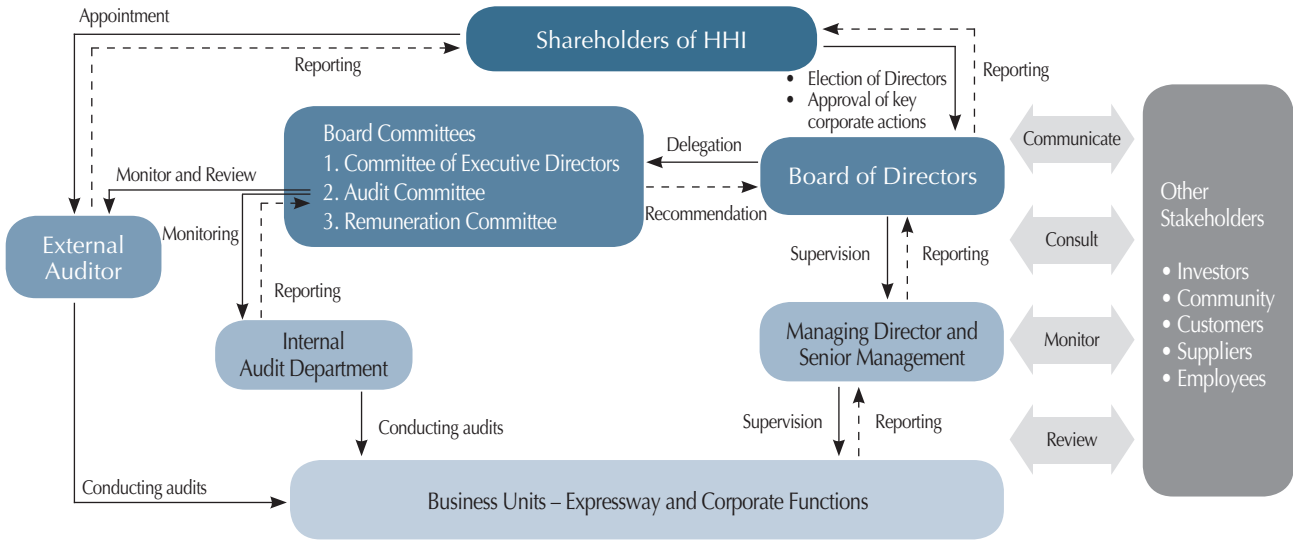 Appointment
Shareholders of HHI
Reporting
Reporting
• Election of Directors
• Approval of key
corporate actions
Board Committees
1. Committee of Executive Directors
2. Audit Committee
3. Remuneration Committee
Delegation
Recommendation
Board of Directors
Communicate
Monitor and Review
External
Auditor
Monitoring
Reporting
Supervision
Reporting
Consult
Internal
Audit Department
Managing Director and
Senior Management
Monitor
Conducting audits
Supervision
Reporting
Review
Conducting audits
Business Units – Expressway and Corporate Functions
Other
Stakeholders
• Investors
• Community
• Customers
• Suppliers
• Employees